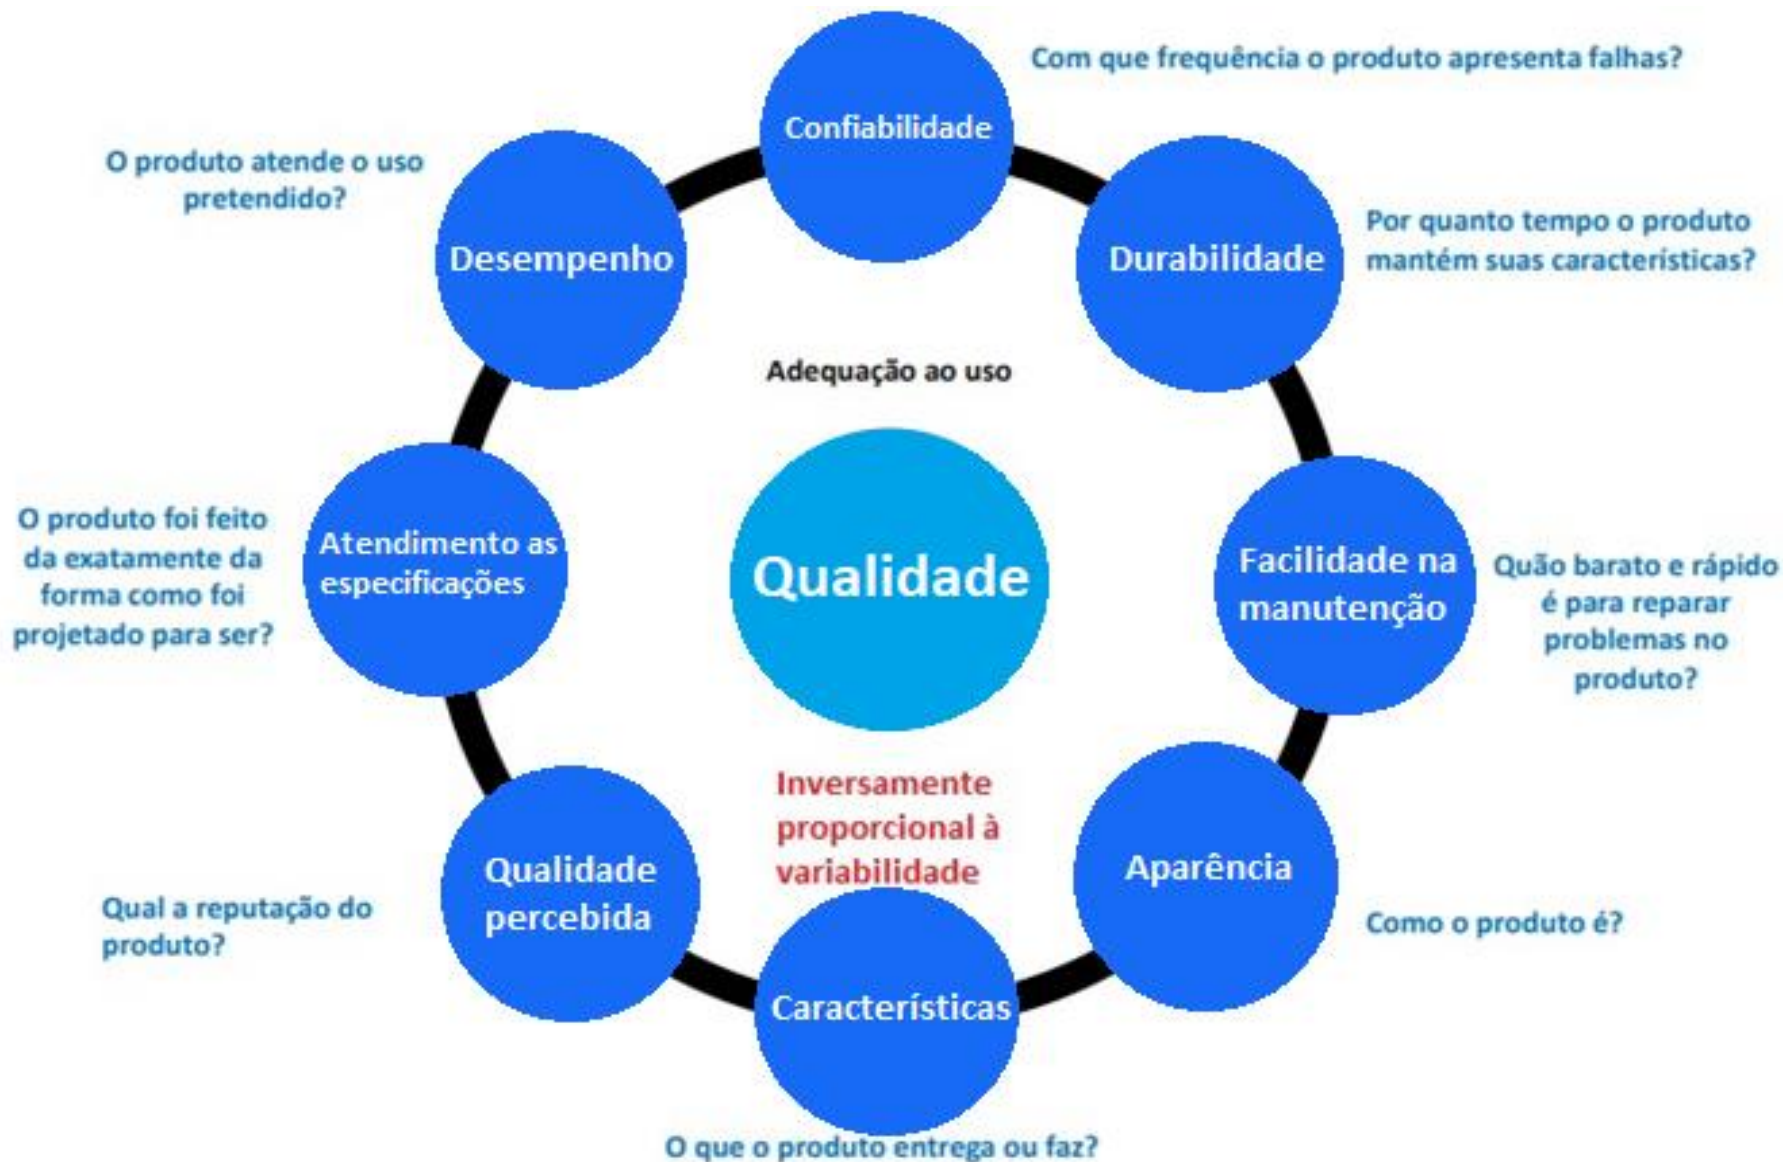 Com que frequência o produto apresenta falhas?
Confiabilidade
O produto atende o uso
pretendido?
Desempenho
Durabilidade
Por quanto tempo o produto
mantém suas características?
Adequação ao uso
Qualidade
O produto foi feito
da exatamente da
forma como foi
projetado para ser?
Atendimento as
especificações
Facilidade na
manutenção
Quão barato e rápido
é para reparar
problemas no
produto?
Inversamente
proporcional à
variabilidade
Qualidade
percebida
Qual a reputação do
produto?
Aparência
Como o produto é?
Características
O que o produto entrega ou faz?